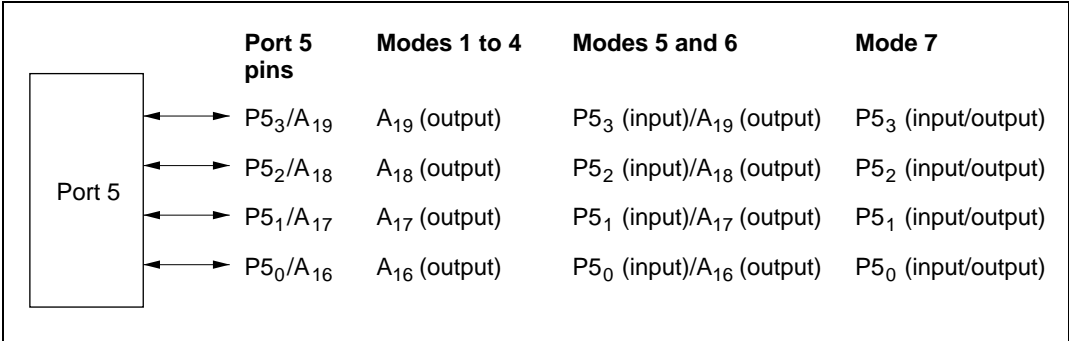 Port 5 pins Modes 1 to 4 Modes 5 and 6 Mode 7
P5₃/A₁₉ A₁₉ (output) P5₃ (input)/A₁₉ (output) P5₃ (input/output)
P5₂/A₁₈ A₁₈ (output) P5₂ (input)/A₁₈ (output) P5₂ (input/output)
Port 5
P5₁/A₁₇ A₁₇ (output) P5₁ (input)/A₁₇ (output) P5₁ (input/output)
P5₀/A₁₆ A₁₆ (output) P5₀ (input)/A₁₆ (output) P5₀ (input/output)